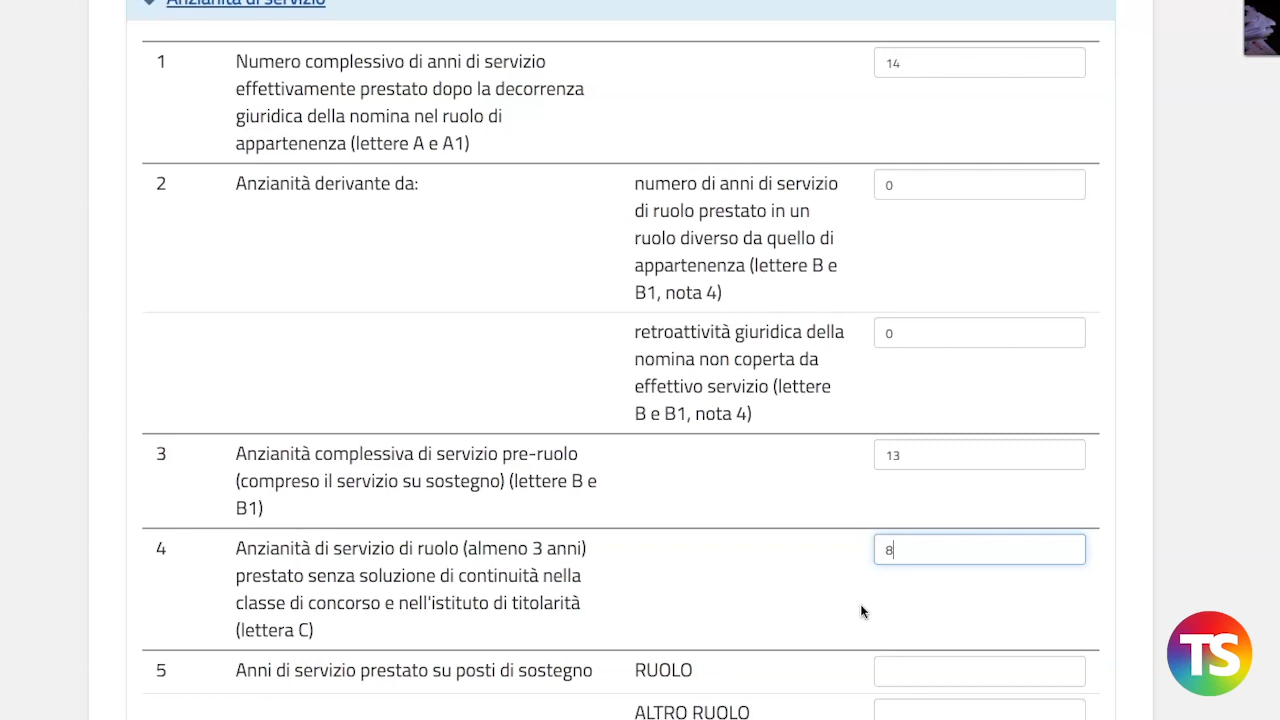 Anzianità di servizio
1
Numero complessivo di anni di servizio
effettivamente prestato dopo la decorrenza
giuridica della nomina nel ruolo di
appartenenza (lettere A e A1)
14
2
Anzianità derivante da:
numero di anni di servizio
di ruolo prestato in un
ruolo diverso da quello di
appartenenza (lettere B e
B1, nota 4)
0
retroattività giuridica della
nomina non coperta da
effettivo servizio (lettere
B e B1, nota 4)
0
3
Anzianità complessiva di servizio pre-ruolo
(compreso il servizio su sostegno) (lettere B e
B1)
13
4
Anzianità di servizio di ruolo (almeno 3 anni)
prestato senza soluzione di continuità nella
classe di concorso e nell'istituto di titolarità
(lettera C)
8
5
Anni di servizio prestato su posti di sostegno
RUOLO
ALTRO RUOLO
TS